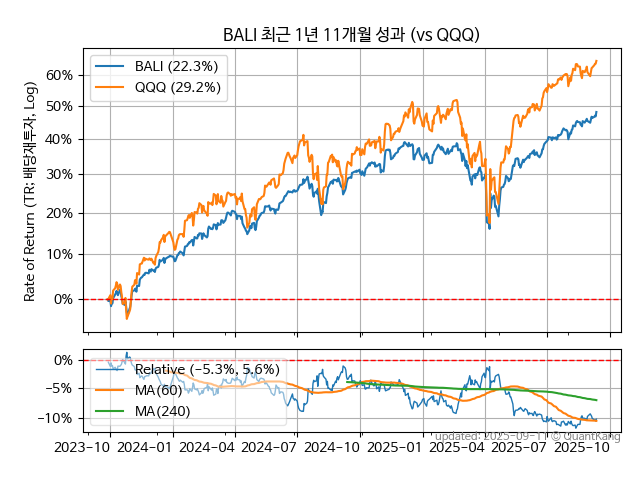 BALI 최근 1년 11개월 성과 (vs QQQ)
Rate of Return (TR: 배당재투자, Log)
60%
50%
40%
30%
20%
10%
0%
BALI (22.3%)
QQQ (29.2%)
0%
−5%
−10%
Relative (−5.3%, 5.6%)
MA(60)
MA(240)
2023-10 2024-01 2024-04 2024-07 2024-10 2025-01 2025-04 2025-07 2025-10
updated: 2025-09-11 © QuantKang